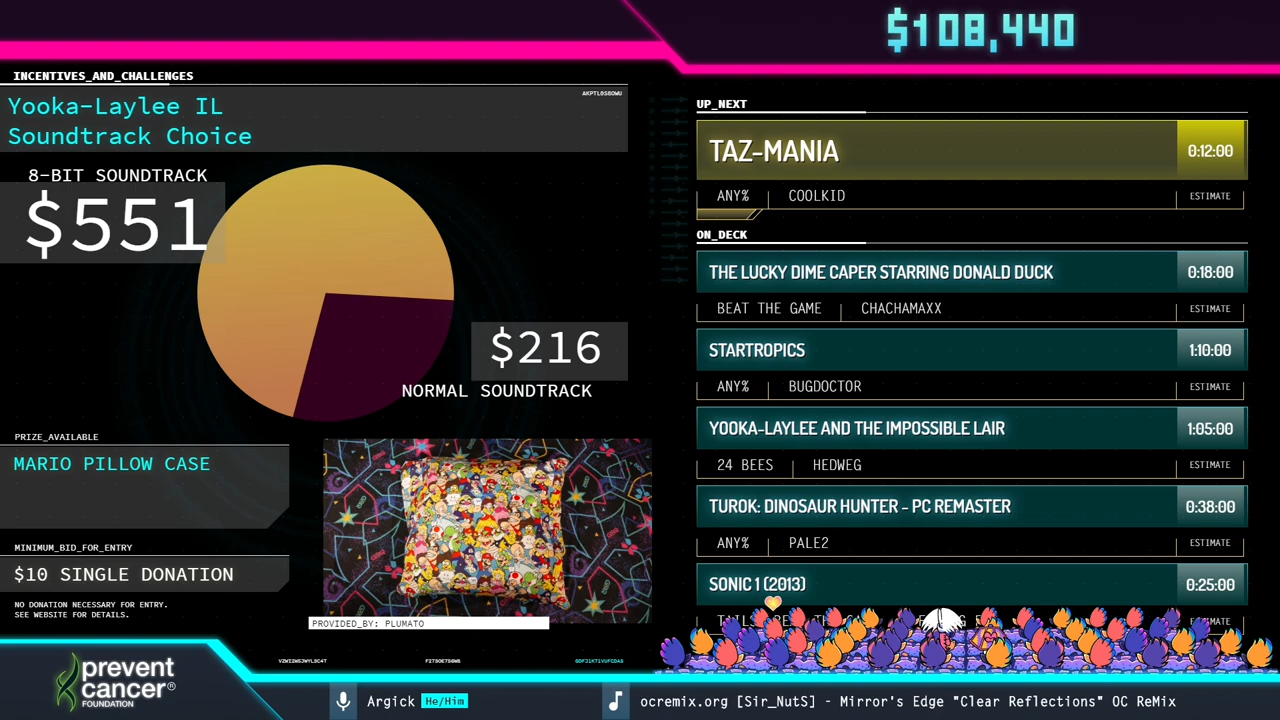 $108,440
INCENTIVES_AND_CHALLENGES
AKPTL0S8OWU
Yooka-Laylee IL
Soundtrack Choice
8-BIT SOUNDTRACK
$551
$216
NORMAL SOUNDTRACK
PRIZE_AVAILABLE
MARIO PILLOW CASE
MINIMUM_BID_FOR_ENTRY
$10 SINGLE DONATION
NO DONATION NECESSARY FOR ENTRY.
SEE WEBSITE FOR DETAILS.
PROVIDED_BY: PLUMATO
UP_NEXT
TAZ-MANIA 0:12:00
ANY% COOLKID ESTIMATE
ON_DECK
THE LUCKY DIME CAPER STARRING DONALD DUCK 0:18:00
BEAT THE GAME CHACHAMAXX ESTIMATE
STARTROPICS 1:10:00
ANY% BUGDOCTOR ESTIMATE
YOOKA-LAYLEE AND THE IMPOSSIBLE LAIR 1:05:00
24 BEES HEDWEG ESTIMATE
TUROK: DINOSAUR HUNTER - PC REMASTER 0:38:00
ANY% PALE2 ESTIMATE
SONIC 1 (2013) 0:25:00
prevent
cancer®
FOUNDATION
Argick He/Him
ocremix.org [Sir_NutS] - Mirror's Edge "Clear Reflections" OC ReMix